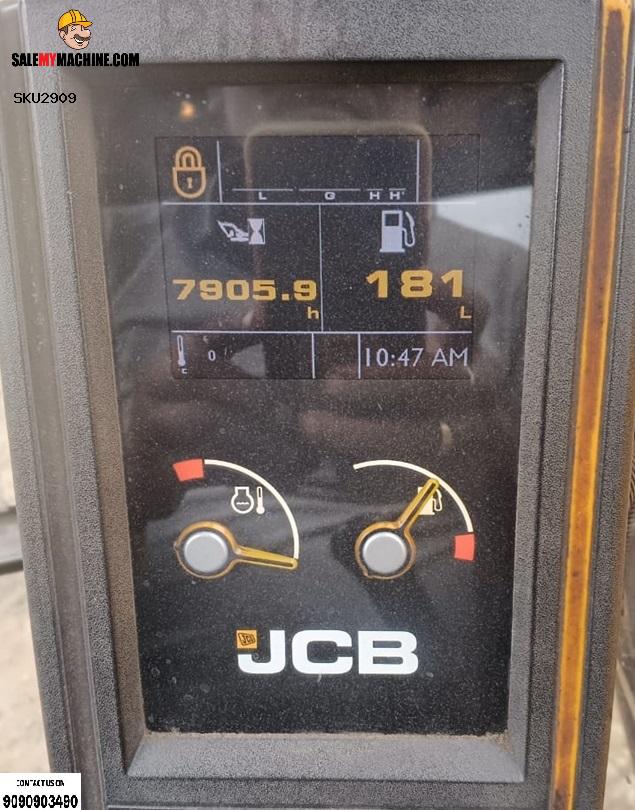 SALEMYMACHINE.COM
SKU2909
L G H H'
7905.9 181
h L
c 0 10:47 AM
JCB
JCB
CONTACT US ON
9090903490